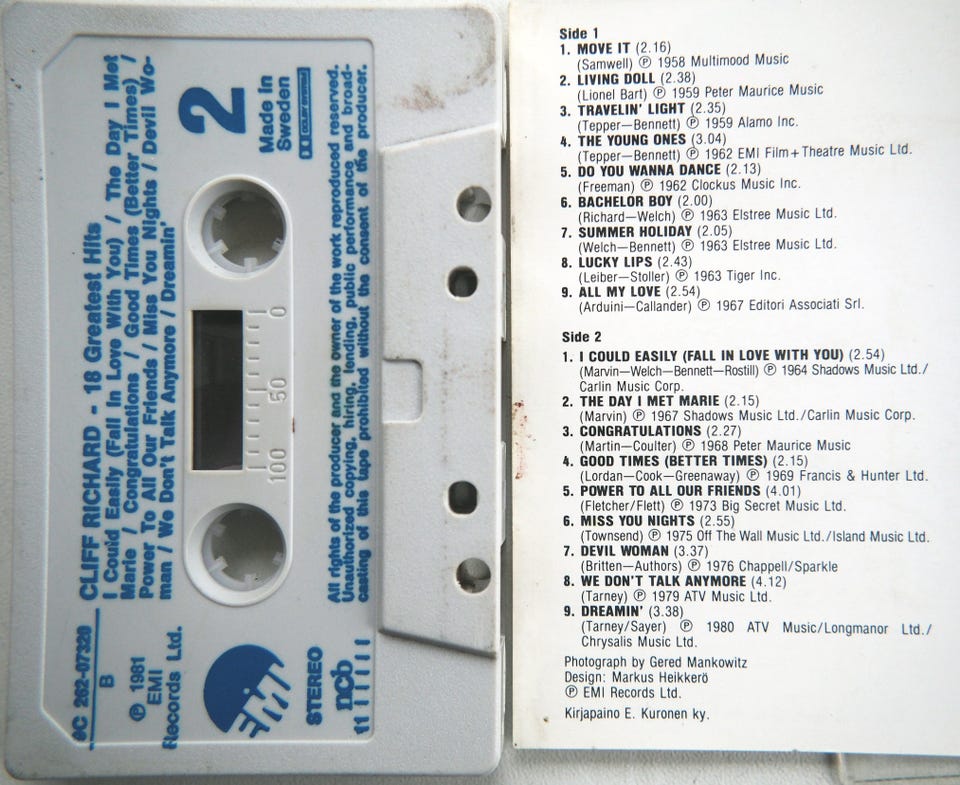 8C 262-07320
B
CLIFF RICHARD - 18 Greatest Hits
I Could Easily (Fall In Love With You) / The Day I Met
Marie / Congratulations / Good Times (Better Times) /
Power To All Our Friends / Miss You Nights / Devil Wo-
man / We Don't Talk Anymore / Dreamin'
2
Made in
Sweden
DOLBY SYSTEM
℗ 1981
EMI
Records Ltd.
EMI
STEREO
ncb
0
50
100
All rights of the producer and the owner of the work reproduced reserved.
Unauthorized copying, hiring, lending, public performance and broad-
casting of this tape prohibited without the consent of the producer.
Side 1
1. MOVE IT (2.16)
(Samwell) ℗ 1958 Multimood Music
2. LIVING DOLL (2.38)
(Lionel Bart) ℗ 1959 Peter Maurice Music
3. TRAVELIN' LIGHT (2.35)
(Tepper—Bennett) ℗ 1959 Alamo Inc.
4. THE YOUNG ONES (3.04)
(Tepper—Bennett) ℗ 1962 EMI Film+Theatre Music Ltd.
5. DO YOU WANNA DANCE (2.13)
(Freeman) ℗ 1962 Clockus Music Inc.
6. BACHELOR BOY (2.00)
(Richard—Welch) ℗ 1963 Elstree Music Ltd.
7. SUMMER HOLIDAY (2.05)
(Welch—Bennett) ℗ 1963 Elstree Music Ltd.
8. LUCKY LIPS (2.43)
(Leiber—Stoller) ℗ 1963 Tiger Inc.
9. ALL MY LOVE (2.54)
(Arduini—Callander) ℗ 1967 Editori Associati Srl.
Side 2
1. I COULD EASILY (FALL IN LOVE WITH YOU) (2.54)
(Marvin—Welch—Bennett—Rostill) ℗ 1964 Shadows Music Ltd./
Carlin Music Corp.
2. THE DAY I MET MARIE (2.15)
(Marvin) ℗ 1967 Shadows Music Ltd./Carlin Music Corp.
3. CONGRATULATIONS (2.27)
(Martin—Coulter) ℗ 1968 Peter Maurice Music
4. GOOD TIMES (BETTER TIMES) (2.15)
(Lordan—Cook—Greenaway) ℗ 1969 Francis & Hunter Ltd.
5. POWER TO ALL OUR FRIENDS (4.01)
(Fletcher/Flett) ℗ 1973 Big Secret Music Ltd.
6. MISS YOU NIGHTS (2.55)
(Townsend) ℗ 1975 Off The Wall Music Ltd./Island Music Ltd.
7. DEVIL WOMAN (3.37)
(Britten—Authors) ℗ 1976 Chappell/Sparkle
8. WE DON'T TALK ANYMORE (4.12)
(Tarney) ℗ 1979 ATV Music Ltd.
9. DREAMIN' (3.38)
(Tarney/Sayer) ℗ 1980 ATV Music/Longmanor Ltd./
Chrysalis Music Ltd.
Photograph by Gered Mankowitz
Design: Markus Heikkerö
℗ EMI Records Ltd.
Kirjapaino E. Kuronen ky.